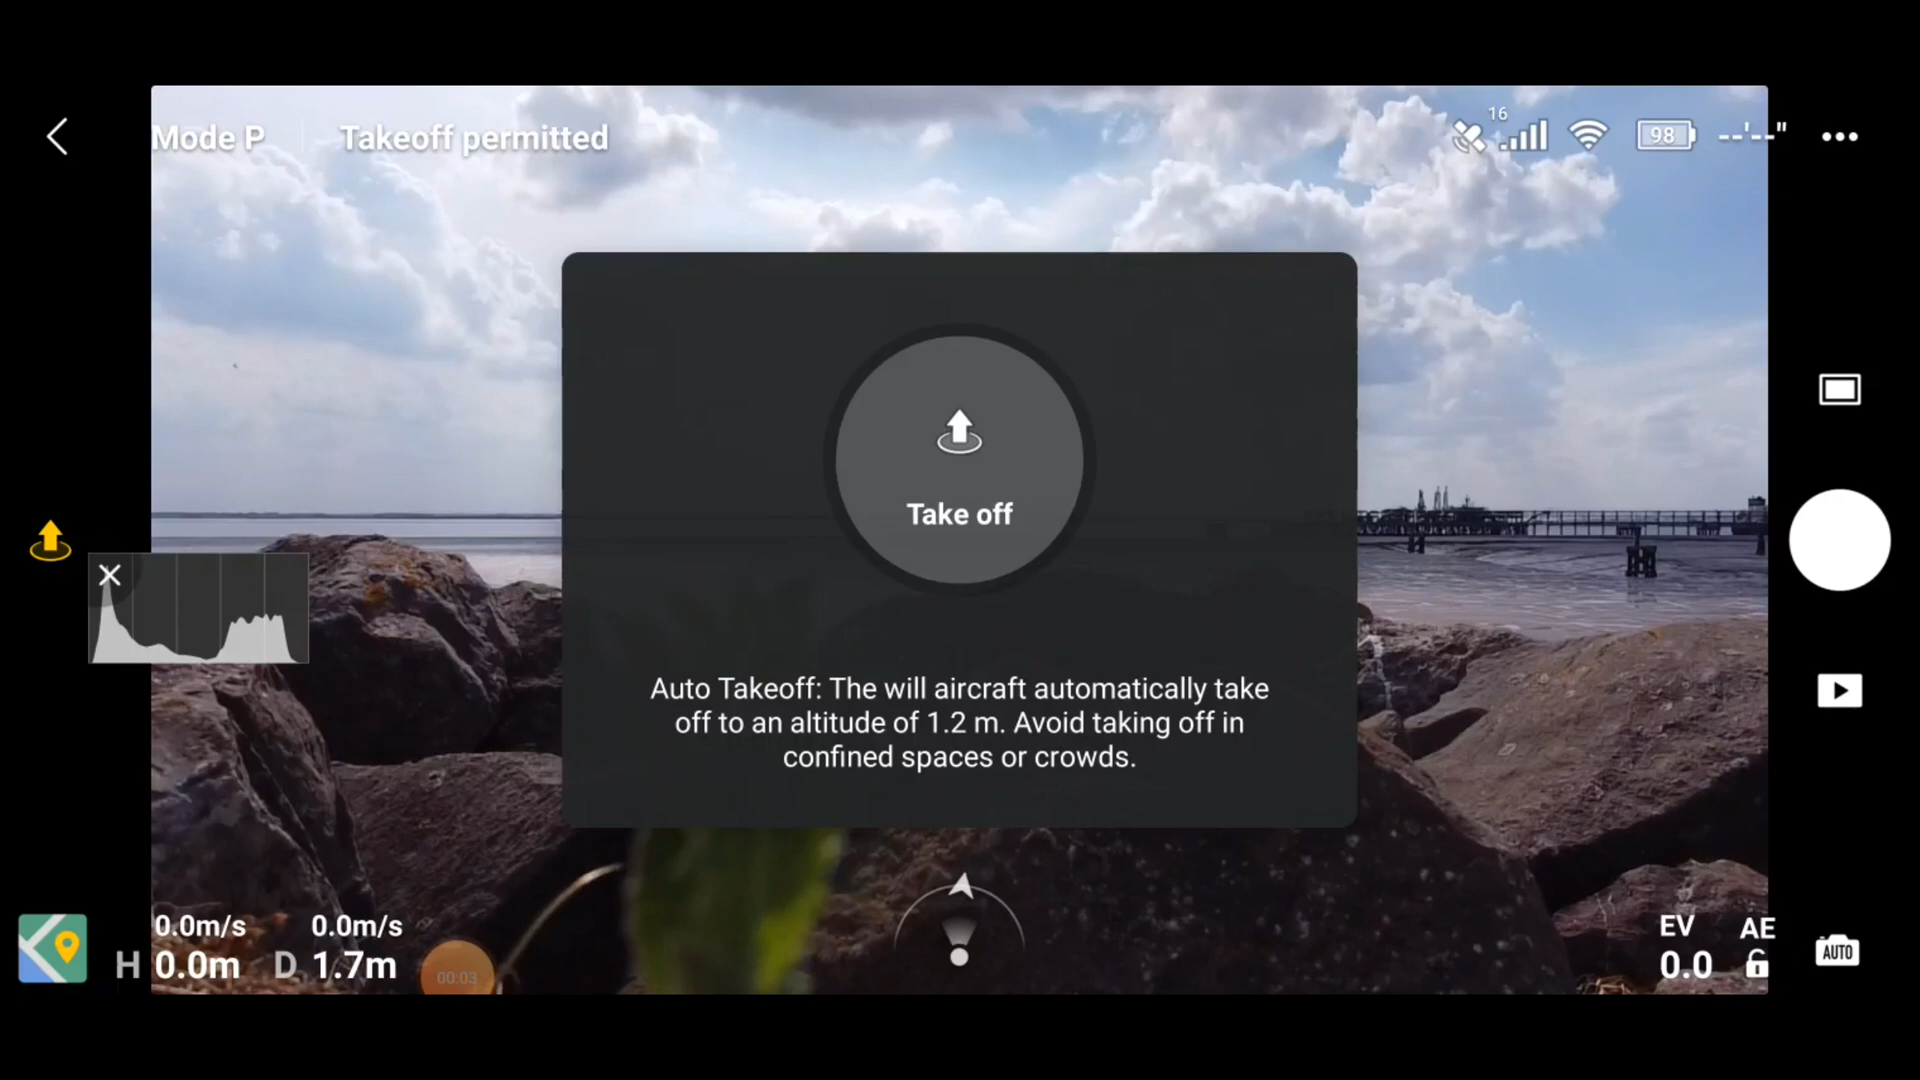 Mode P
Takeoff permitted
16
98
--'--"
Take off
Auto Takeoff: The will aircraft automatically take
off to an altitude of 1.2 m. Avoid taking off in
confined spaces or crowds.
0.0m/s 0.0m/s
H 0.0m D 1.7m
00:03
EV AE
0.0
AUTO